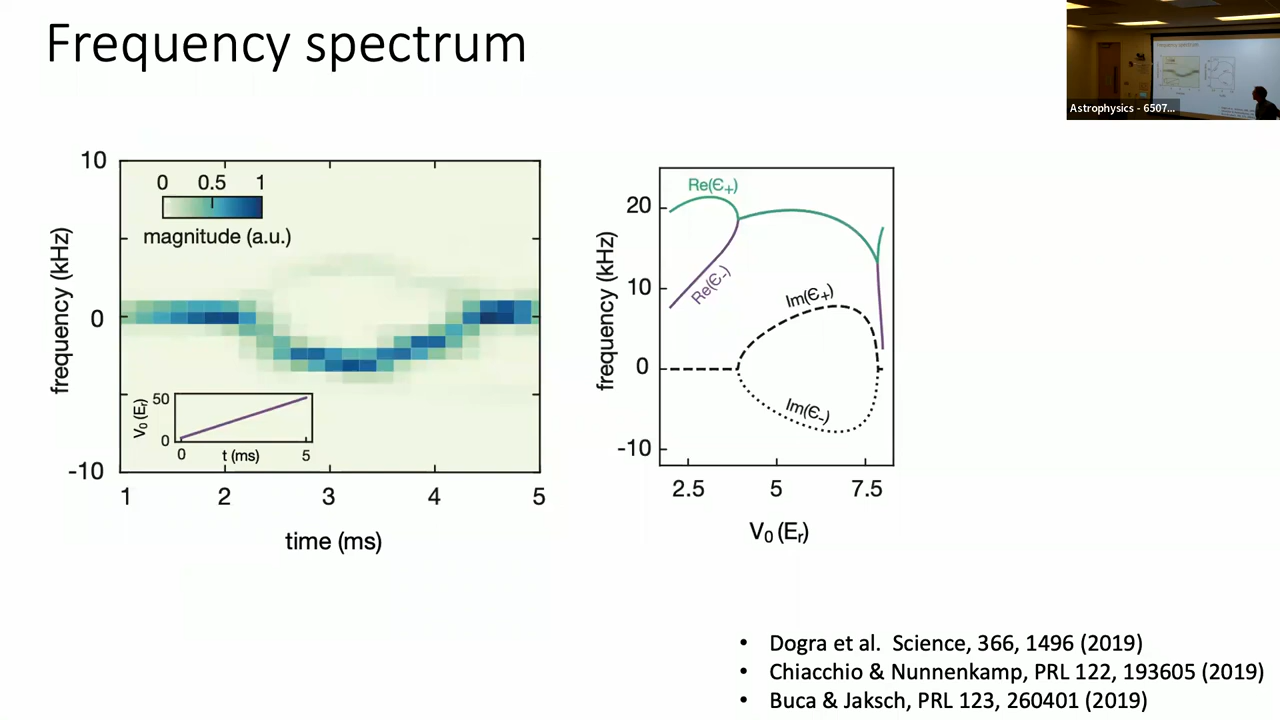 Frequency spectrum
Astrophysics - 6507...
10
0 0.5 1
magnitude (a.u.)
frequency (kHz)
0
V₀ (Eᵣ)
50
0
0 t (ms) 5
-10
1 2 3 4 5
time (ms)
Re(Є₊)
20
Re(Є₋)
frequency (kHz)
10
Im(Є₊)
0
Im(Є₋)
-10
2.5 5 7.5
V₀ (Eᵣ)
• Dogra et al. Science, 366, 1496 (2019)
• Chiacchio & Nunnenkamp, PRL 122, 193605 (2019)
• Buca & Jaksch, PRL 123, 260401 (2019)